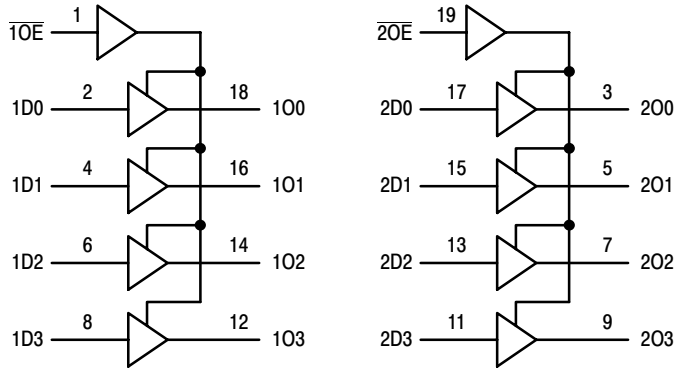 1OE 1
1D0 2 18 1O0
1D1 4 16 1O1
1D2 6 14 1O2
1D3 8 12 1O3
2OE 19
2D0 17 3 2O0
2D1 15 5 2O1
2D2 13 7 2O2
2D3 11 9 2O3